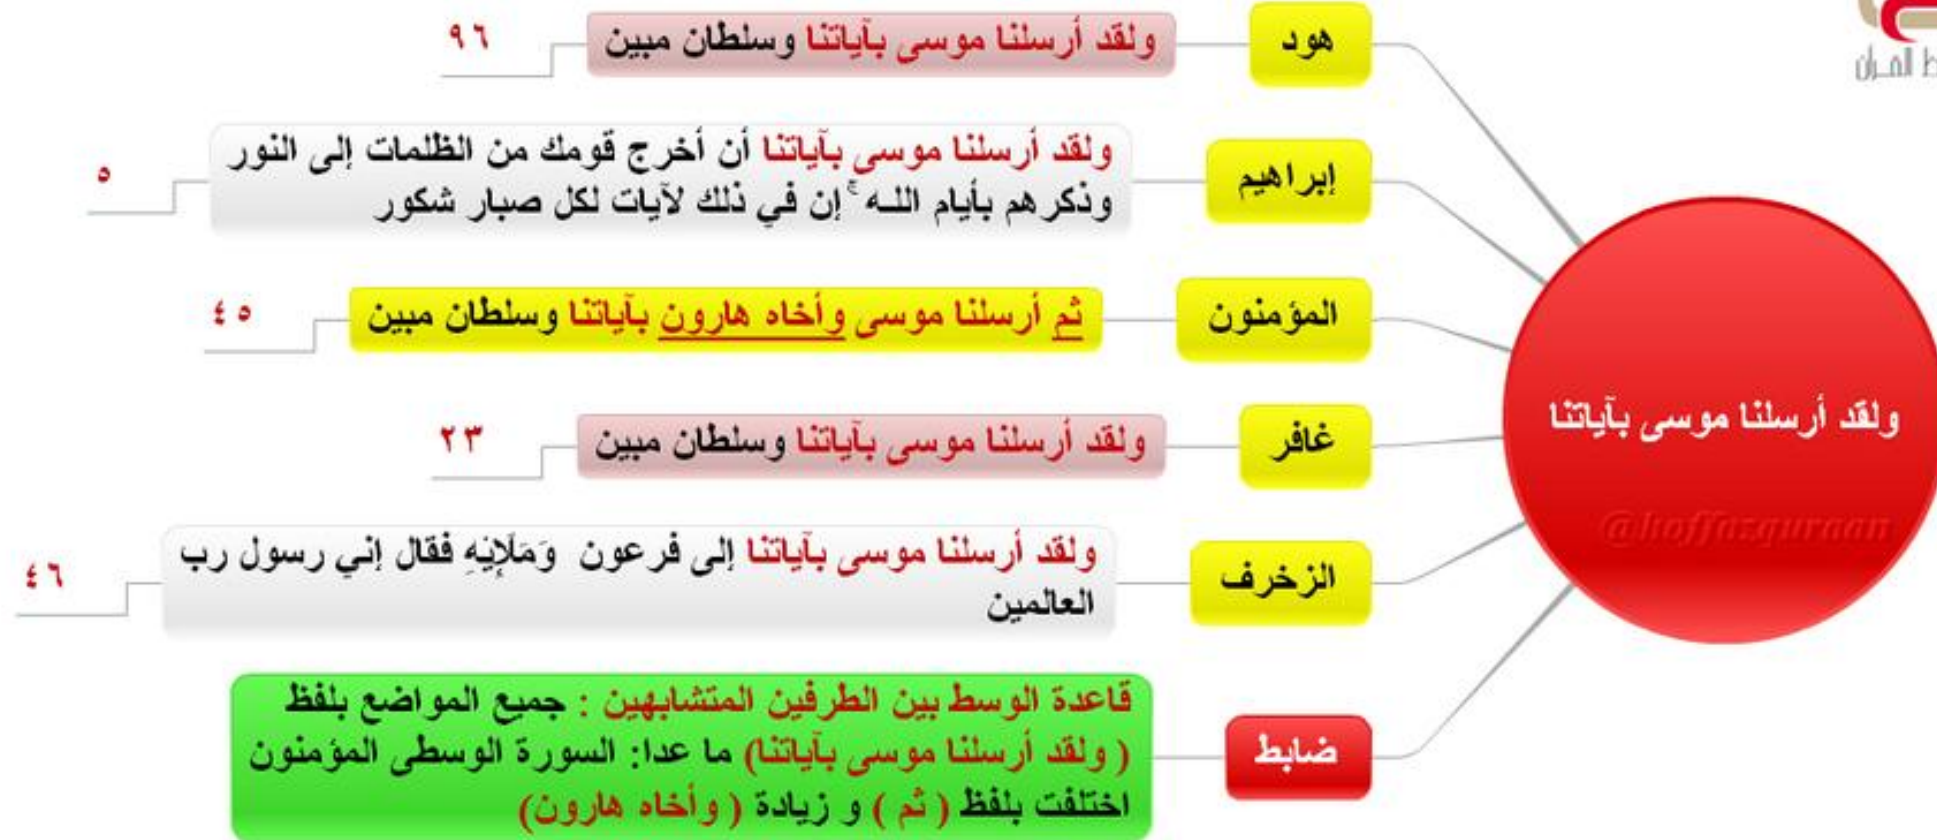 ط القرآن
هود
ولقد أرسلنا موسى بآياتنا وسلطان مبين
٩٦
إبراهيم
ولقد أرسلنا موسى بآياتنا أن أخرج قومك من الظلمات إلى النور
وذكرهم بأيام اللـه ۚ إن في ذلك لآيات لكل صبار شكور
٥
المؤمنون
ثم أرسلنا موسى وأخاه هارون بآياتنا وسلطان مبين
٤٥
ولقد أرسلنا موسى بآياتنا
@hoffazquraan
غافر
ولقد أرسلنا موسى بآياتنا وسلطان مبين
٢٣
الزخرف
ولقد أرسلنا موسى بآياتنا إلى فرعون وَمَلَإِيْهِ فقال إني رسول رب
العالمين
٤٦
ضابط
قاعدة الوسط بين الطرفين المتشابهين : جميع المواضع بلفظ
( ولقد أرسلنا موسى بآياتنا) ما عدا: السورة الوسطى المؤمنون
اختلفت بلفظ ( ثم ) و زيادة ( وأخاه هارون)